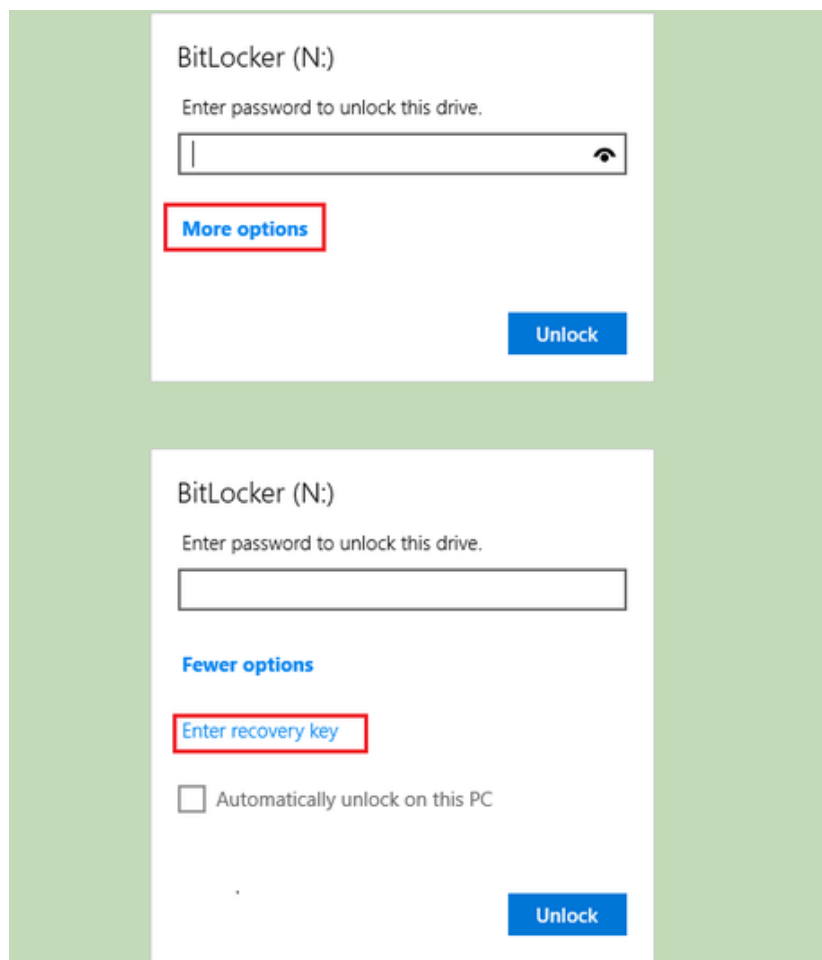 BitLocker (N:)
Enter password to unlock this drive.
More options
Unlock
BitLocker (N:)
Enter password to unlock this drive.
Fewer options
Enter recovery key
Automatically unlock on this PC
Unlock